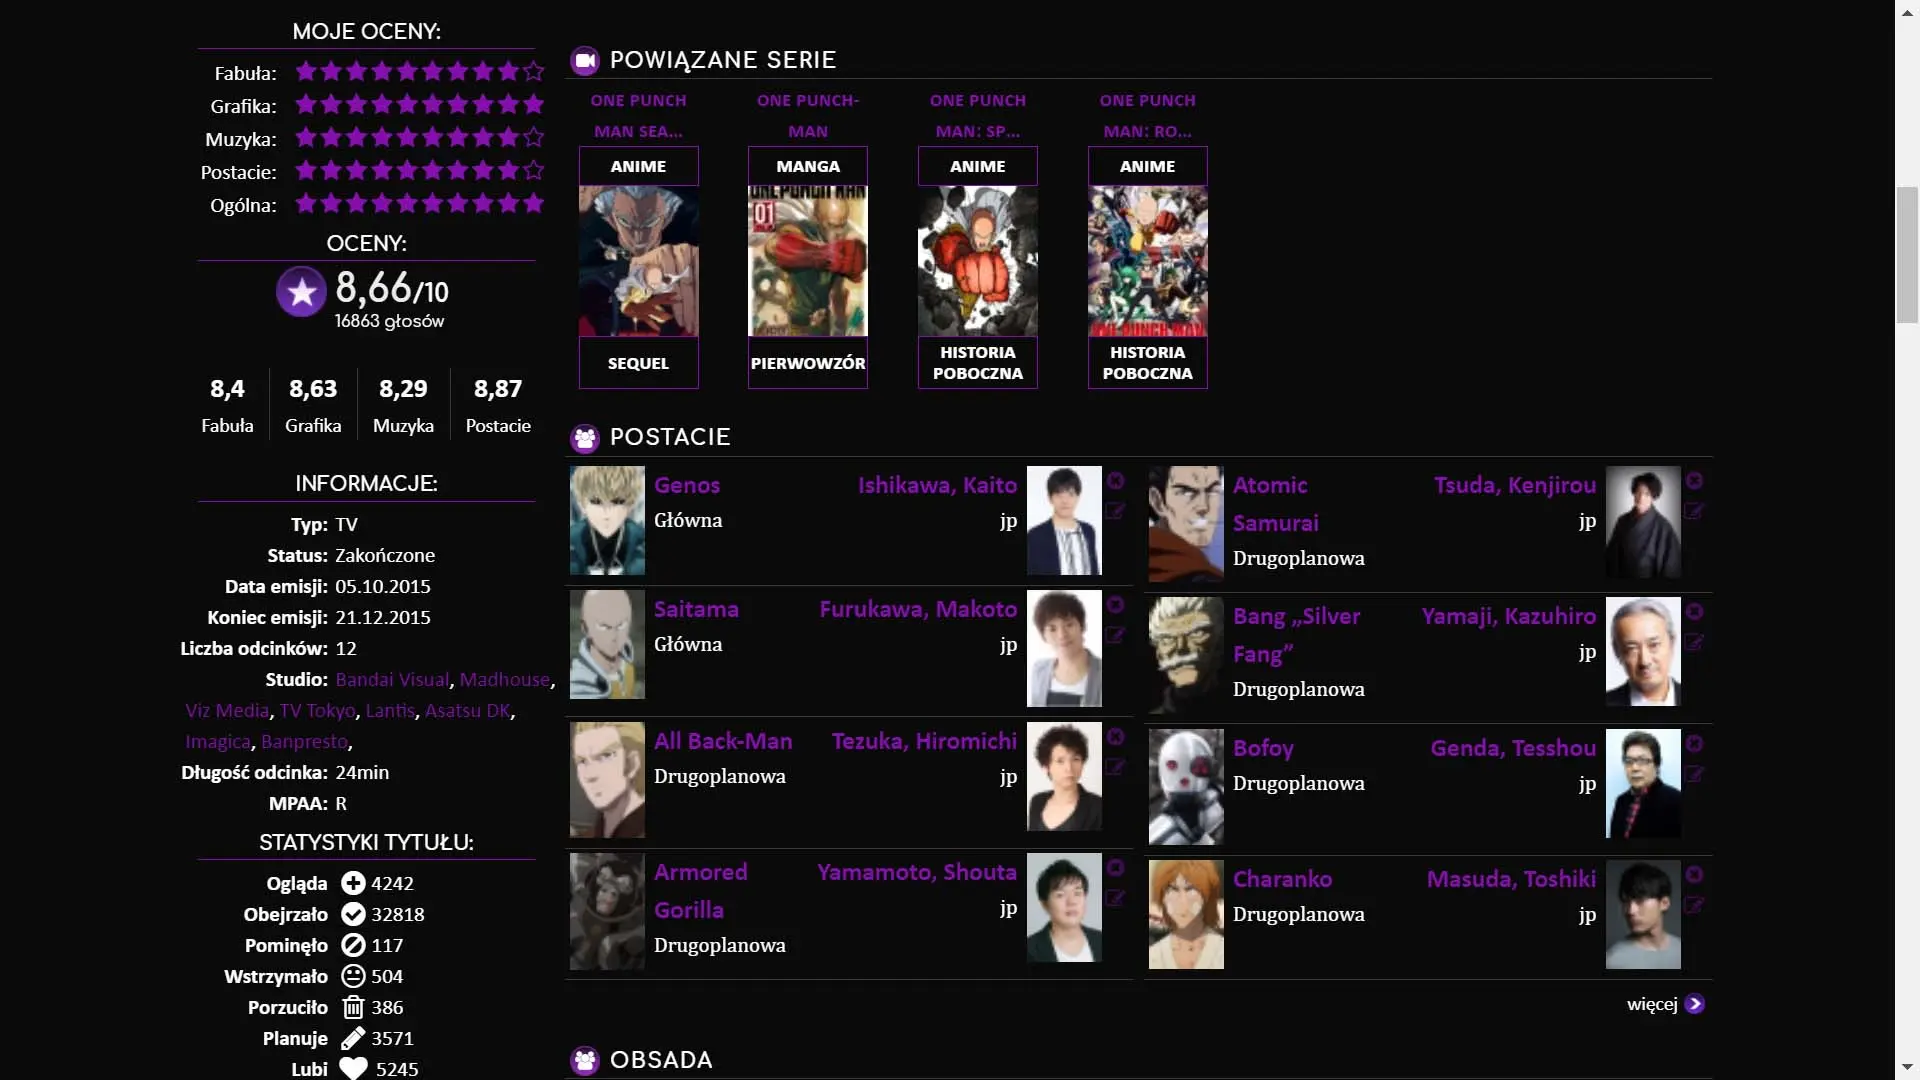 MOJE OCENY:
Fabuła:
Grafika:
Muzyka:
Postacie:
Ogólna:
OCENY:
8,66/10
16863 głosów
8,4 8,63 8,29 8,87
Fabuła Grafika Muzyka Postacie
INFORMACJE:
Typ: TV
Status: Zakończone
Data emisji: 05.10.2015
Koniec emisji: 21.12.2015
Liczba odcinków: 12
Studio: Bandai Visual, Madhouse,
Viz Media, TV Tokyo, Lantis, Asatsu DK,
Imagica, Banpresto,
Długość odcinka: 24min
MPAA: R
STATYSTYKI TYTUŁU:
Ogląda 4242
Obejrzało 32818
Pominęło 117
Wstrzymało 504
Porzuciło 386
Planuje 3571
Lubi 5245
POWIĄZANE SERIE
ONE PUNCH
MAN SEA...
ANIME
SEQUEL
ONE PUNCH-
MAN
MANGA
ONE PUNCH MAN
01
PIERWOWZÓR
ONE PUNCH
MAN: SP...
ANIME
HISTORIA
POBOCZNA
ONE PUNCH
MAN: RO...
ANIME
ONE PUNCH MAN
HISTORIA
POBOCZNA
POSTACIE
Genos Ishikawa, Kaito
Główna jp
Saitama Furukawa, Makoto
Główna jp
All Back-Man Tezuka, Hiromichi
Drugoplanowa jp
Armored Yamamoto, Shouta
Gorilla jp
Drugoplanowa
Atomic Tsuda, Kenjirou
Samurai jp
Drugoplanowa
Bang „Silver Yamaji, Kazuhiro
Fang” jp
Drugoplanowa
Bofoy Genda, Tesshou
Drugoplanowa jp
Charanko Masuda, Toshiki
Drugoplanowa jp
więcej
OBSADA